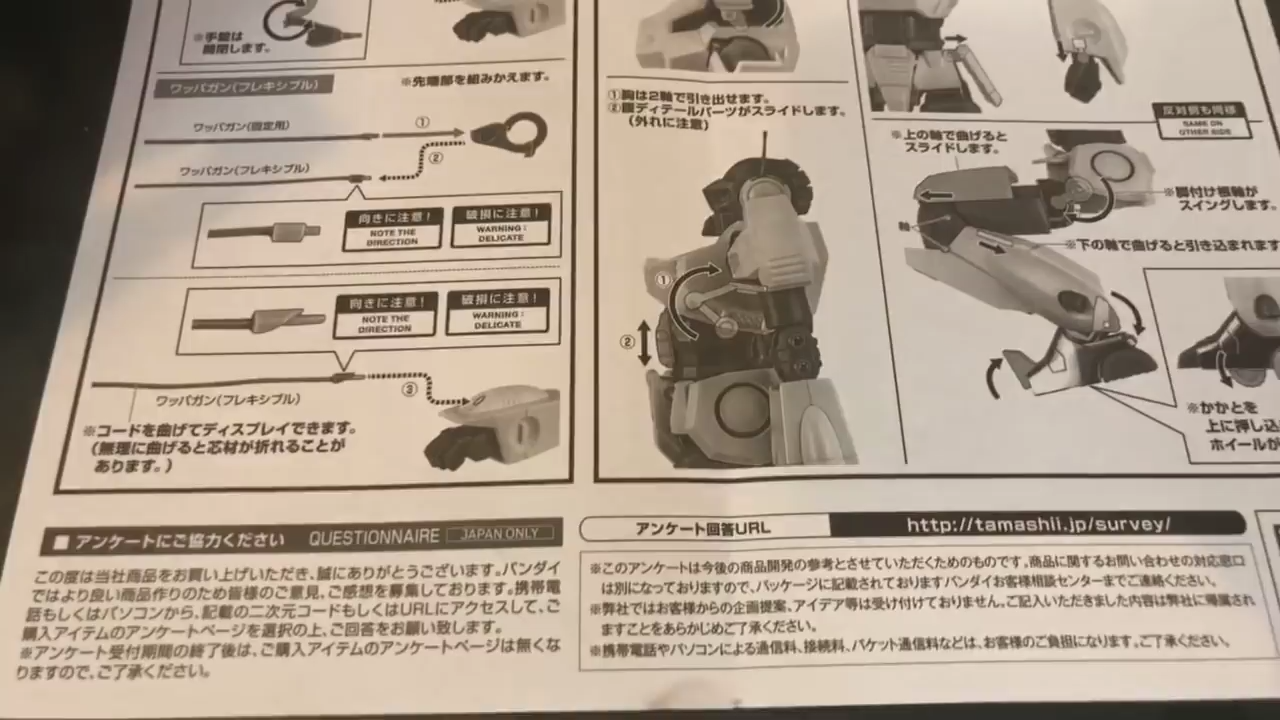 ※手錠は
開閉します。
ワッパガン(フレキシブル)
※先端部を組みかえます。
ワッパガン(固定用)
①
②
ワッパガン(フレキシブル)
向きに注意!
NOTE THE
DIRECTION
破損に注意!
WARNING:
DELICATE
向きに注意!
NOTE THE
DIRECTION
破損に注意!
WARNING:
DELICATE
③
ワッパガン(フレキシブル)
※コードを曲げてディスプレイできます。
(無理に曲げると芯材が折れることが
あります。)
①胸は2軸で引き出せます。
②腹ディテールパーツがスライドします。
(外れに注意)
①
②
反対側も同様
SAME ON
OTHER SIDE
※上の軸で曲げると
スライドします。
※脚付け根軸が
スイングします。
軸
※下の軸で曲げると引き込まれます
※かかとを
上に押し込
ホイールが
■ アンケートにご協力ください QUESTIONNAIRE JAPAN ONLY
この度は当社商品をお買い上げいただき、誠にありがとうございます。バンダイ
ではより良い商品作りのため皆様のご意見、ご感想を募集しております。携帯電
話もしくはパソコンから、記載の二次元コードもしくはURLにアクセスして、ご
購入アイテムのアンケートページを選択の上、ご回答をお願い致します。
※アンケート受付期間の終了後は、ご購入アイテムのアンケートページは無くな
りますので、ご了承ください。
アンケート回答URL http://tamashii.jp/survey/
※このアンケートは今後の商品開発の参考とさせていただくためのものです。商品に関するお問い合わせの対応窓口
は別になっておりますので、パッケージに記載されておりますバンダイお客様相談センターまでご連絡ください。
※弊社ではお客様からの企画提案、アイデア等は受け付けておりません。ご記入いただきました内容は弊社に帰属され
ますことをあらかじめご了承ください。
※携帯電話やパソコンによる通信料、接続料、パケット通信料などは、お客様のご負担になります。ご了承ください。